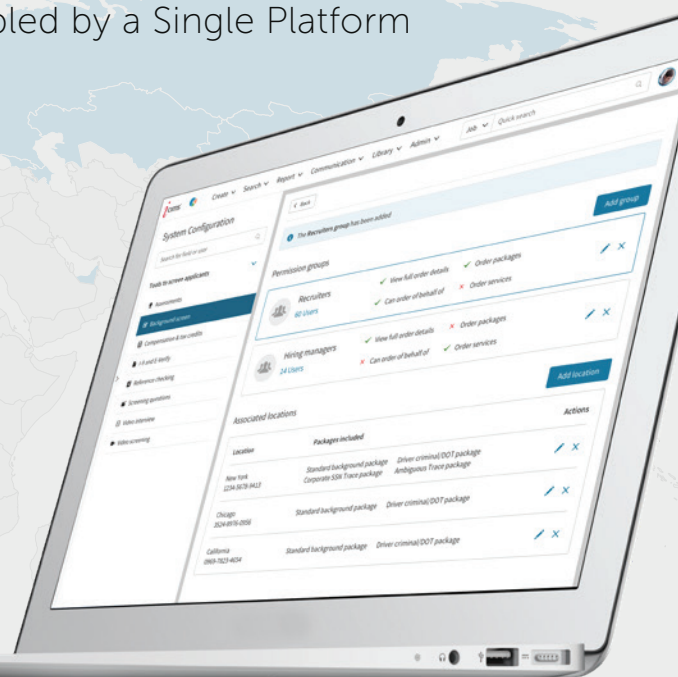 bled by a Single Platform
icims
Create Search Report Communication Library Admin Job Quick search
System Configuration
Search for field or user
Tools to screen applicants
Assessments
Background screen
Compensation & tax credits
I-9 and E-Verify
Reference checking
Screening questions
Video interview
Video screening
Back
The Recruiters group has been added
Add group
Permission groups
Recruiters
60 Users
View full order details
Order packages
Can order of behalf of
Order services
Hiring managers
24 Users
View full order details
Order packages
Can order of behalf of
Order services
Add location
Associated locations
Location Packages included Actions
New York
1234-5678-9413
Standard background package Driver criminal/DOT package
Corporate SSN Trace package Ambiguous Trace package
Chicago
Standard background package Driver criminal/DOT package
California
Standard background package Driver criminal/DOT package